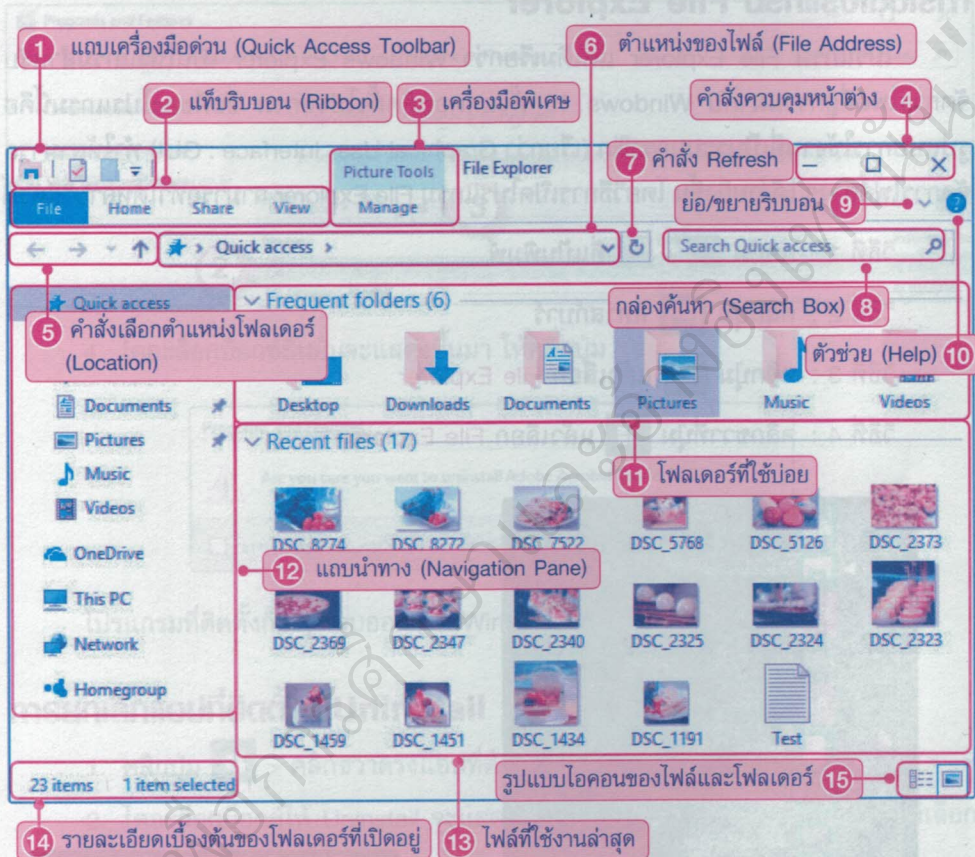 1 แถบเครื่องมือด่วน (Quick Access Toolbar)
6 ตำแหน่งของไฟล์ (File Address)
2 แท็บริบบอน (Ribbon)
3 เครื่องมือพิเศษ
คำสั่งควบคุมหน้าต่าง 4
Picture Tools
File Explorer
7 คำสั่ง Refresh
File Home Share View Manage
ย่อ/ขยายริบบอน 9
Quick access
Search Quick access
Quick access
Frequent folders (6)
กล่องค้นหา (Search Box) 8
5 คำสั่งเลือกตำแหน่งโฟลเดอร์
(Location)
ตัวช่วย (Help) 10
Desktop Downloads Documents Pictures Music Videos
Documents
Pictures
Music
Videos
OneDrive
This PC
Network
Homegroup
Recent files (17)
11 โฟลเดอร์ที่ใช้บ่อย
DSC_8274 DSC_8272 DSC_7522 DSC_5768 DSC_5126 DSC_2373
12 แถบนำทาง (Navigation Pane)
DSC_2369 DSC_2347 DSC_2340 DSC_2325 DSC_2324 DSC_2323
DSC_1459 DSC_1451 DSC_1434 DSC_1191 Test
รูปแบบไอคอนของไฟล์และโฟลเดอร์ 15
23 items 1 item selected
14 รายละเอียดเบื้องต้นของโฟลเดอร์ที่เปิดอยู่
13 ไฟล์ที่ใช้งานล่าสุด